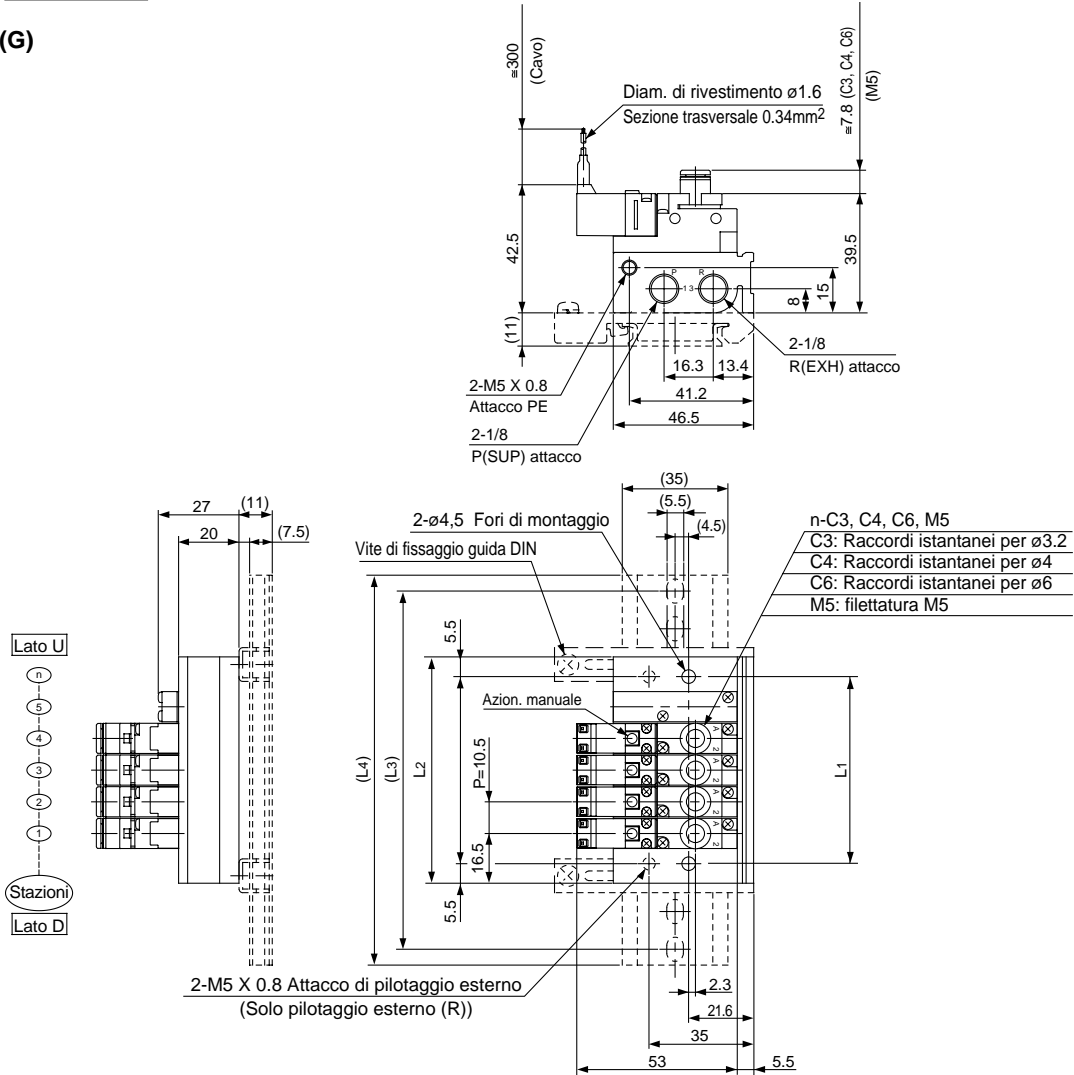 (G)
≅300
(Cavo)
Diam. di rivestimento ø1.6
Sezione trasversale 0.34mm2
≅7.8 (C3, C4, C6)
(M5)
42.5
(11)
P
R
1 3
8
15
39.5
16.3
13.4
41.2
46.5
2-M5 X 0.8
Attacco PE
2-1/8
P(SUP) attacco
2-1/8
R(EXH) attacco
27
(11)
20
(7.5)
(35)
(5.5)
(4.5)
2-ø4,5 Fori di montaggio
Vite di fissaggio guida DIN
n-C3, C4, C6, M5
C3: Raccordi istantanei per ø3.2
C4: Raccordi istantanei per ø4
C6: Raccordi istantanei per ø6
M5: filettatura M5
Lato U
n
5
4
3
2
1
Stazioni
Lato D
5.5
Azion. manuale
(L4)
(L3)
L2
P=10.5
16.5
5.5
L1
A
2
A
2
A
2
A
2
2-M5 X 0.8 Attacco di pilotaggio esterno
(Solo pilotaggio esterno (R))
2.3
21.6
35
53
5.5